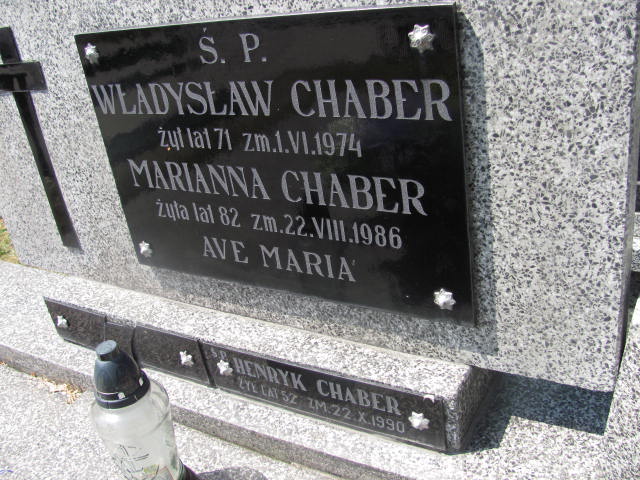 Ś. P.
WŁADYSŁAW CHABER
żył lat 71 zm. 1. VI. 1974
MARIANNA CHABER
żyła lat 82 zm. 22. VIII. 1986
AVE MARIA
Ś.P. HENRYK CHABER
ŻYŁ LAT 52 ZM. 22. X. 1990